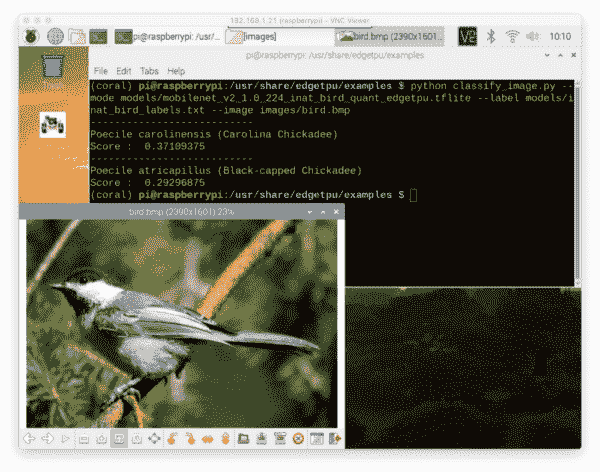 192.168.1.21 (raspberrypi) - VNC Viewer
pi@raspberrypi: /usr/...
[images]
bird.bmp (2390x1601...
10:10
pi@raspberrypi: /usr/share/edgetpu/examples
File Edit Tabs Help
(coral) pi@raspberrypi:/usr/share/edgetpu/examples $ python classify_image.py --
mode models/mobilenet_v2_1.0_224_inat_bird_quant_edgetpu.tflite --label models/i
nat_bird_labels.txt --image images/bird.bmp
---------------------------
Poecile carolinensis (Carolina Chickadee)
Score : 0.37109375
---------------------------
Poecile atricapillus (Black-capped Chickadee)
Score : 0.29296875
(coral) pi@raspberrypi:/usr/share/edgetpu/examples $
bird.bmp (2390x1601) 23%